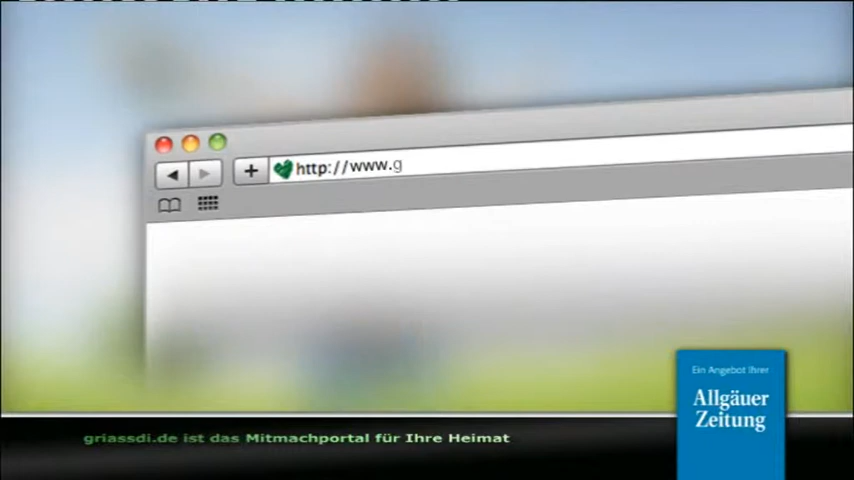 http://www.g
Ein Angebot Ihrer
Allgäuer
Zeitung
griassdi.de ist das Mitmachportal für Ihre Heimat